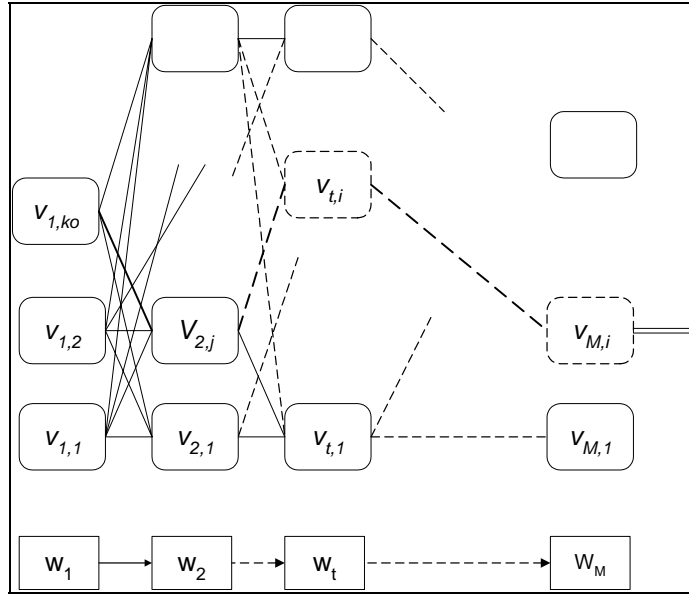 v1,ko
vt,i
v1,2
V2,j
vM,i
v1,1
v2,1
vt,1
vM,1
w1
w2
wt
WM